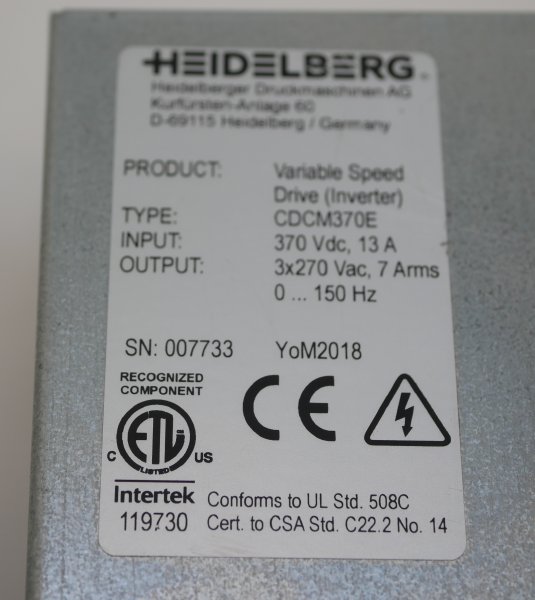 HEIDELBERG
Heidelberger Druckmaschinen AG
Kurfürsten-Anlage 60
D-69115 Heidelberg / Germany
PRODUCT: Variable Speed
Drive (Inverter)
TYPE: CDCM370E
INPUT: 370 Vdc, 13 A
OUTPUT: 3x270 Vac, 7 Arms
0 ... 150 Hz
SN: 007733 YoM2018
RECOGNIZED
COMPONENT
CE
ETL
C US
LISTED
Intertek
119730
Conforms to UL Std. 508C
Cert. to CSA Std. C22.2 No. 14